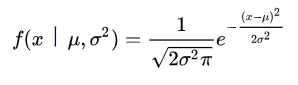 f(x | μ, σ²) = 1 / √(2σ²π) e^(-(x−μ)² / 2σ²)